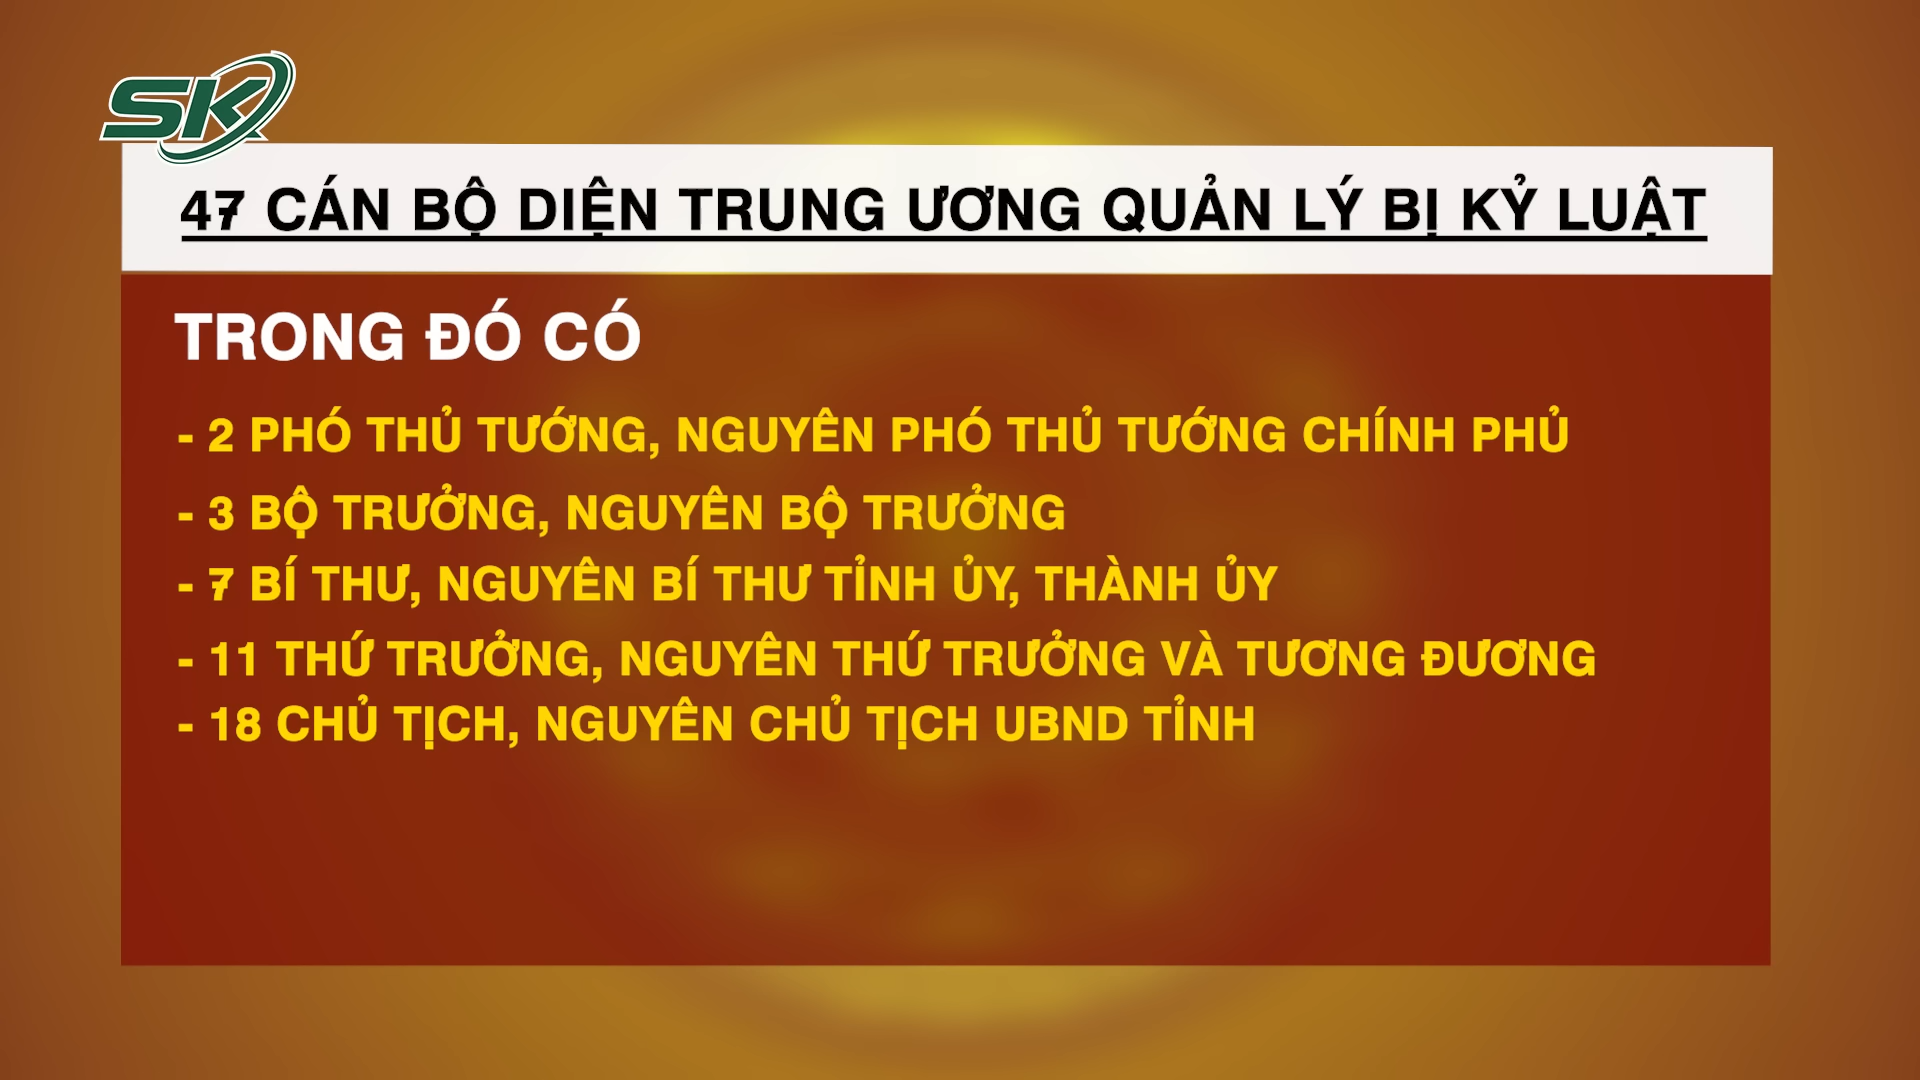 SK
47 CÁN BỘ DIỆN TRUNG ƯƠNG QUẢN LÝ BỊ KỶ LUẬT
TRONG ĐÓ CÓ
- 2 PHÓ THỦ TƯỚNG, NGUYÊN PHÓ THỦ TƯỚNG CHÍNH PHỦ
- 3 BỘ TRƯỞNG, NGUYÊN BỘ TRƯỞNG
- 7 BÍ THƯ, NGUYÊN BÍ THƯ TỈNH ỦY, THÀNH ỦY
- 11 THỨ TRƯỞNG, NGUYÊN THỨ TRƯỞNG VÀ TƯƠNG ĐƯƠNG
- 18 CHỦ TỊCH, NGUYÊN CHỦ TỊCH UBND TỈNH